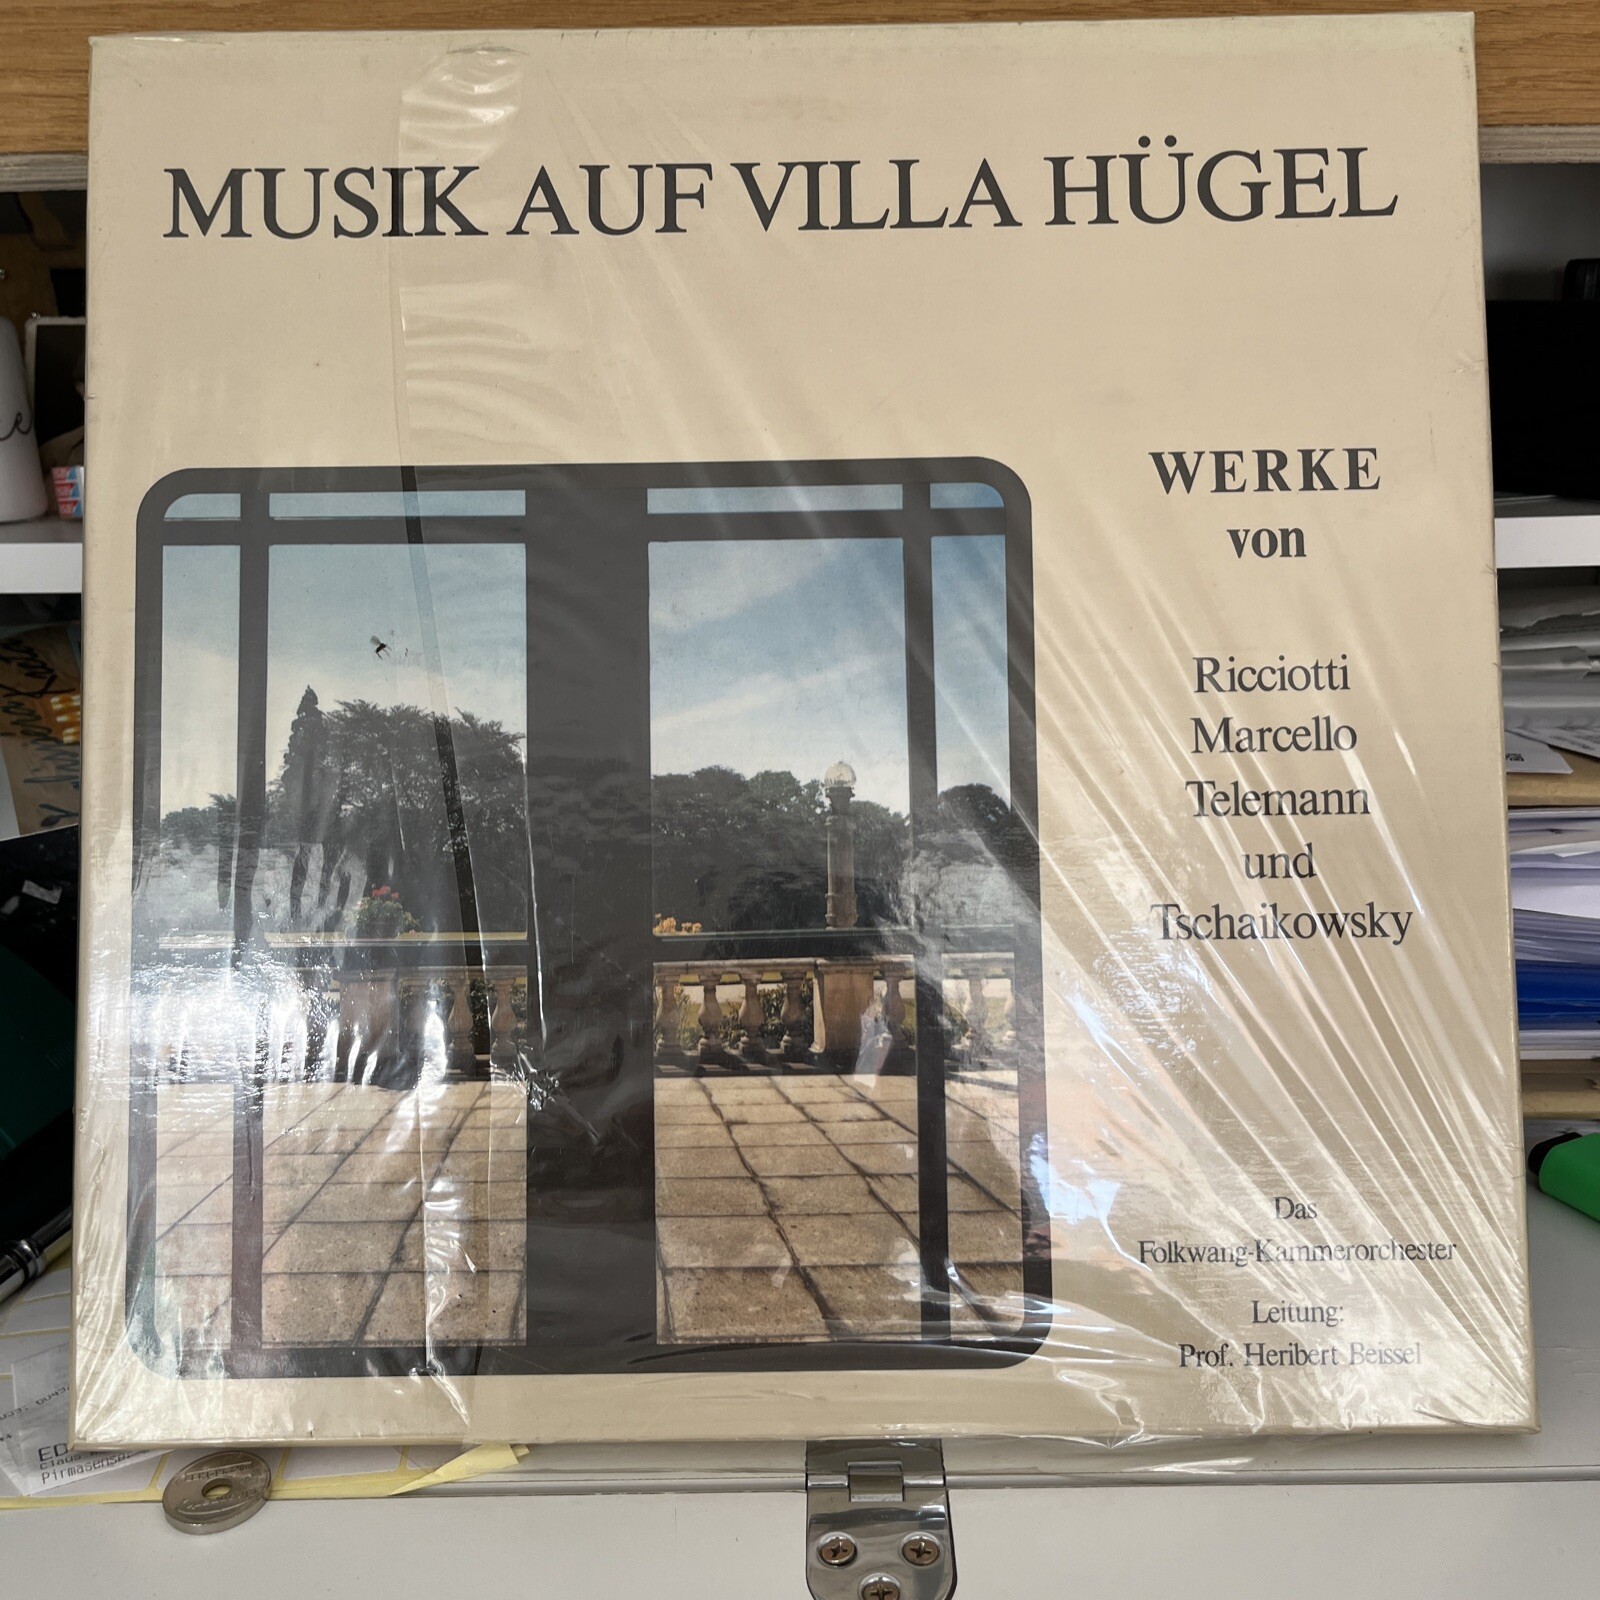 MUSIK AUF VILLA HÜGEL
WERKE
von
Ricciotti
Marcello
Telemann
und
Tschaikowsky
Das
Folkwang-Kammerorchester
Leitung:
Prof. Heribert Beissel